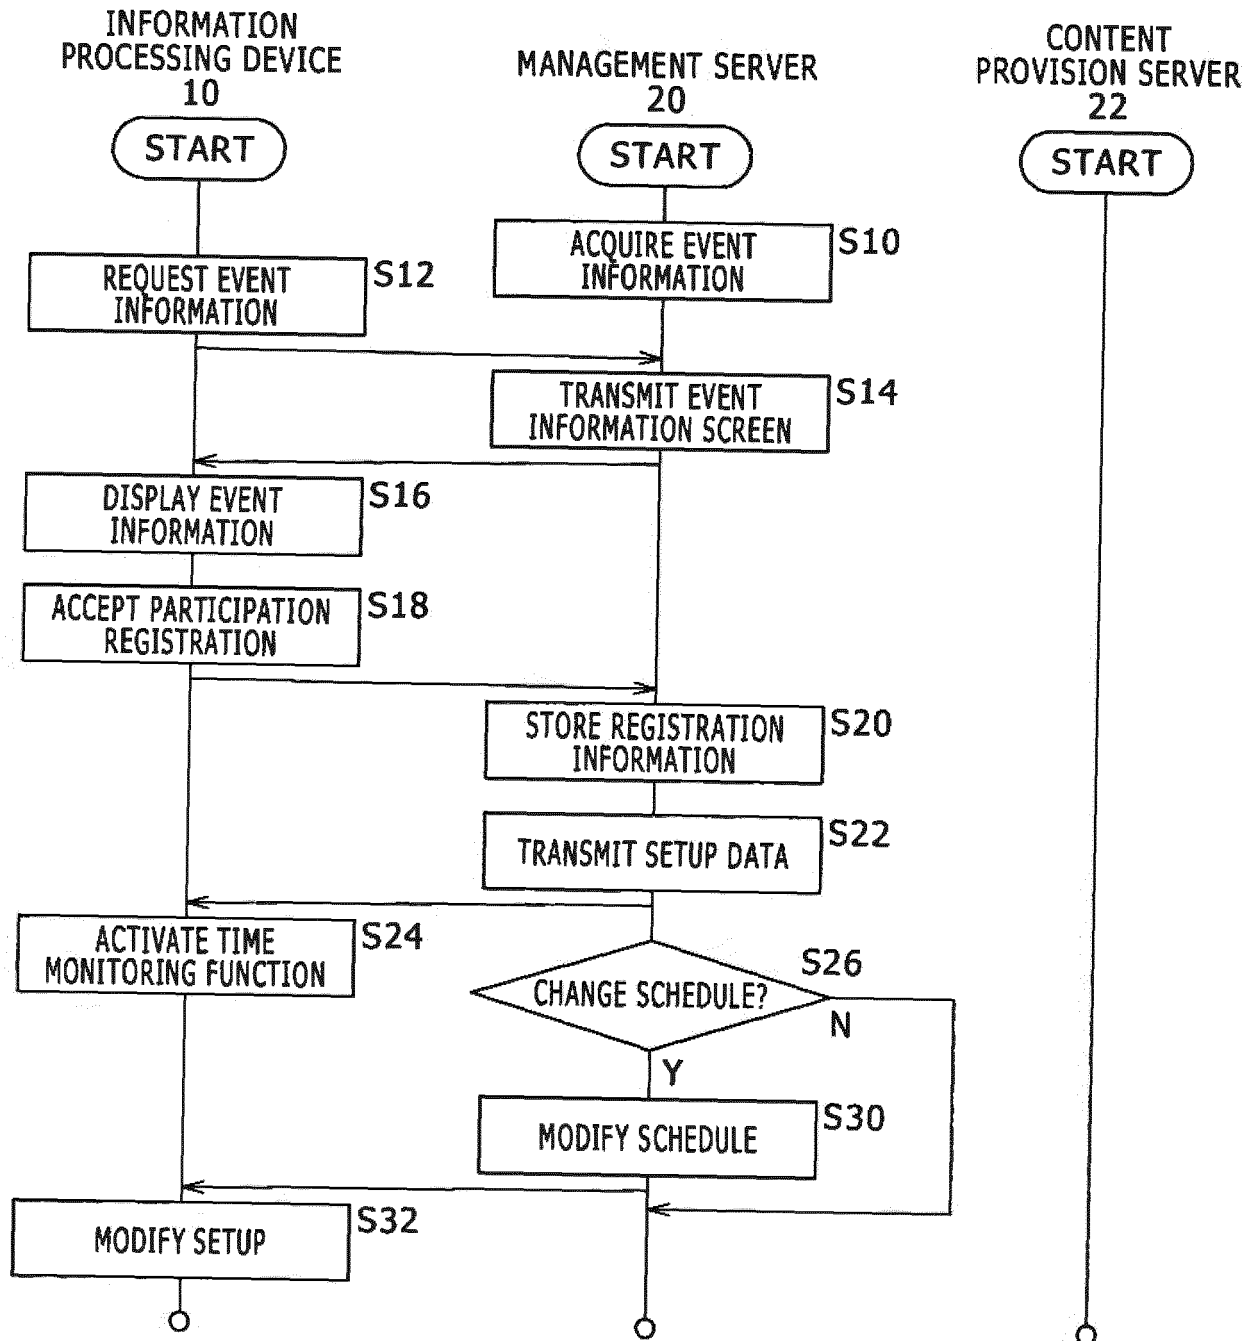 INFORMATION
PROCESSING DEVICE
10
MANAGEMENT SERVER
20
CONTENT
PROVISION SERVER
22
START
START
START
ACQUIRE EVENT
INFORMATION
S10
REQUEST EVENT
INFORMATION
S12
TRANSMIT EVENT
INFORMATION SCREEN
S14
DISPLAY EVENT
INFORMATION
S16
ACCEPT PARTICIPATION
REGISTRATION
S18
STORE REGISTRATION
INFORMATION
S20
TRANSMIT SETUP DATA
S22
ACTIVATE TIME
MONITORING FUNCTION
S24
CHANGE SCHEDULE?
S26
N
Y
MODIFY SCHEDULE
S30
MODIFY SETUP
S32